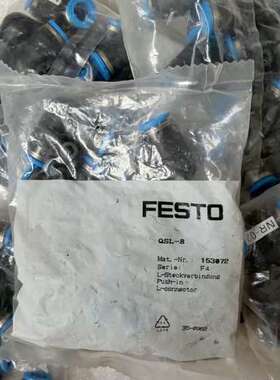 FESTO
QSL-8
Mat.-Nr. 153072
Serie: F4
L-Steckverbindung
Push-in
L-connector